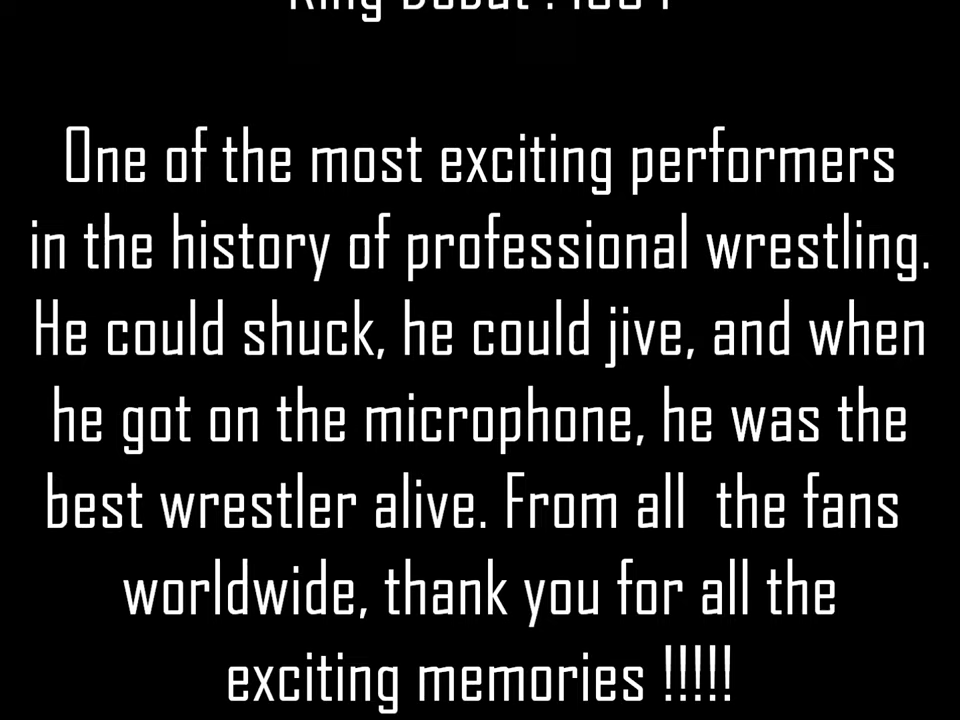 One of the most exciting performers
in the history of professional wrestling.
He could shuck, he could jive, and when
he got on the microphone, he was the
best wrestler alive. From all the fans
worldwide, thank you for all the
exciting memories !!!!!